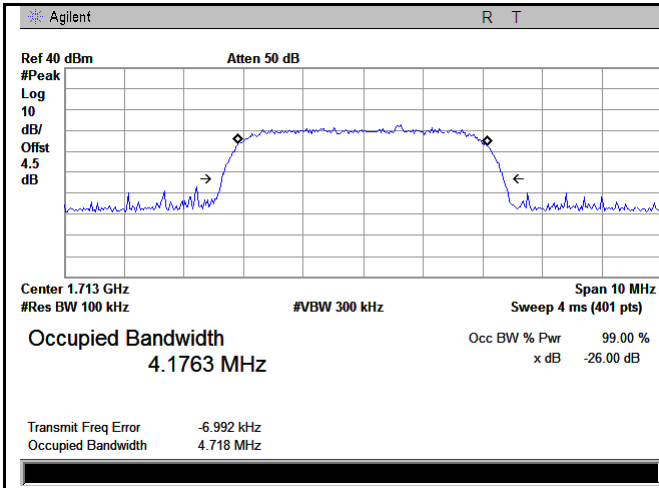 Agilent R T
Ref 40 dBm Atten 50 dB
#Peak
Log
10
dB/
Offst
4.5
dB
Center 1.713 GHz Span 10 MHz
#Res BW 100 kHz #VBW 300 kHz Sweep 4 ms (401 pts)
Occupied Bandwidth Occ BW % Pwr 99.00 %
4.1763 MHz x dB -26.00 dB
Transmit Freq Error -6.992 kHz
Occupied Bandwidth 4.718 MHz